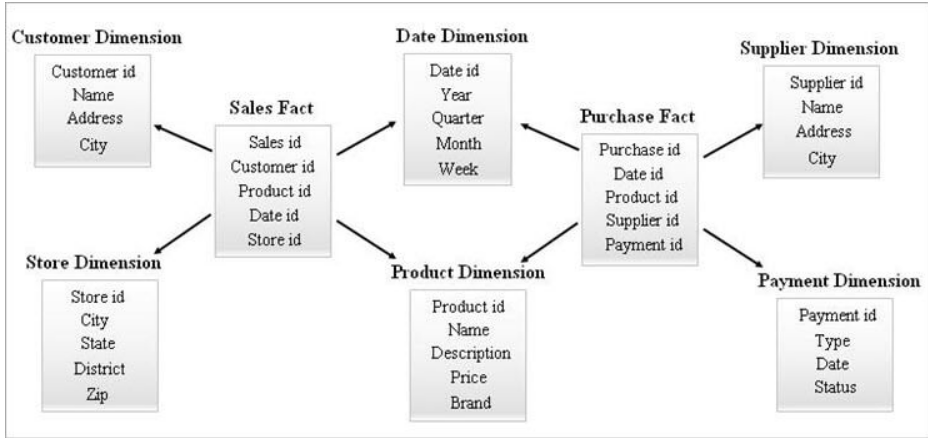 Customer Dimension
Customer id
Name
Address
City
Sales Fact
Sales id
Customer id
Product id
Date id
Store id
Store Dimension
Store id
City
State
District
Zip
Date Dimension
Date id
Year
Quarter
Month
Week
Product Dimension
Product id
Name
Description
Price
Brand
Purchase Fact
Purchase id
Date id
Product id
Supplier id
Payment id
Supplier Dimension
Supplier id
Name
Address
City
Payment Dimension
Payment id
Type
Date
Status